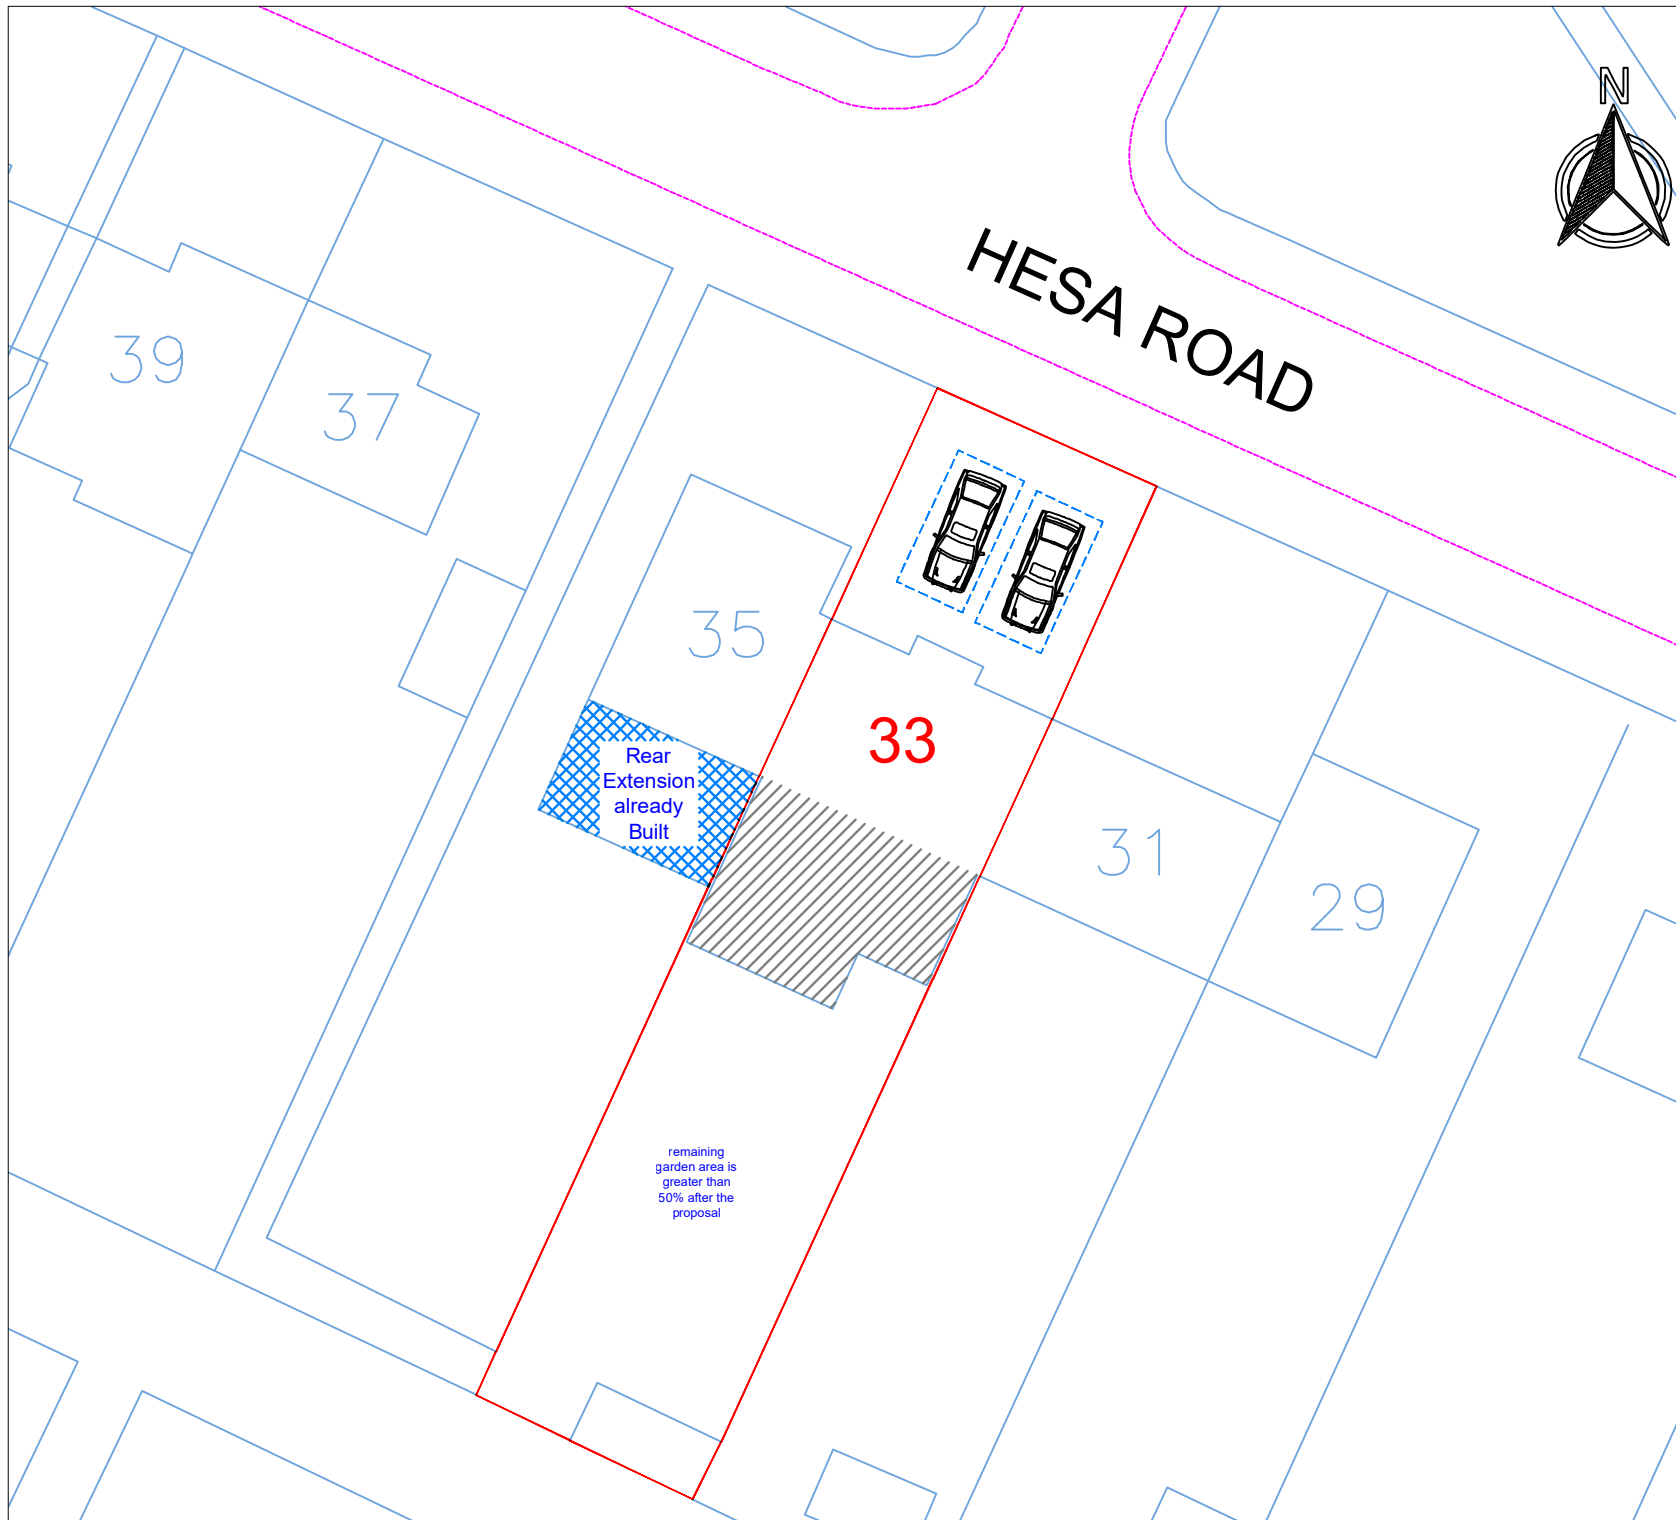 N
HESA ROAD
39
37
35
33
31
29
Rear
Extension
already
Built
remaining
garden area is
greater than
50% after the
proposal